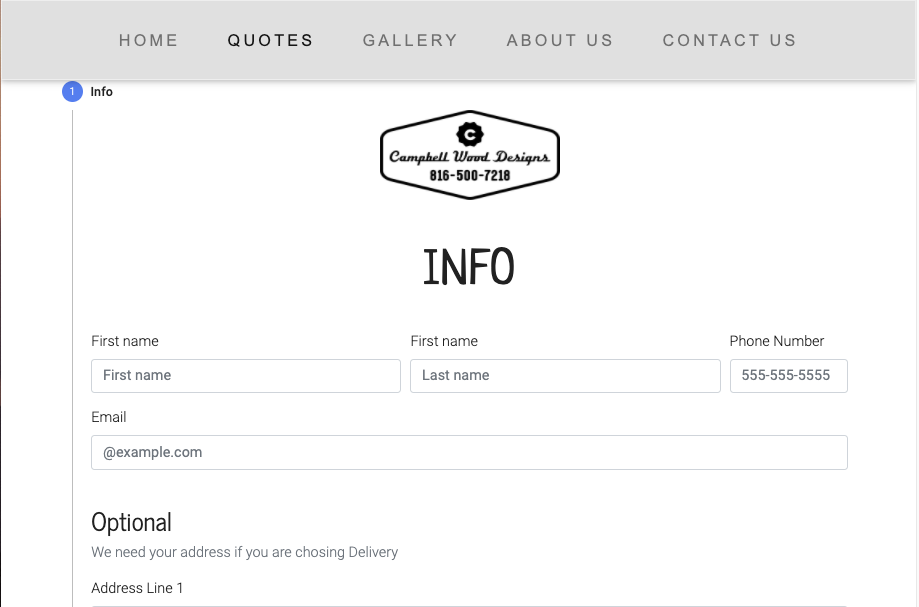 HOME QUOTES GALLERY ABOUT US CONTACT US
1 Info
C
Campbell Wood Designs
816-500-7218
INFO
First name First name Phone Number
First name Last name 555-555-5555
Email
@example.com
Optional
We need your address if you are chosing Delivery
Address Line 1